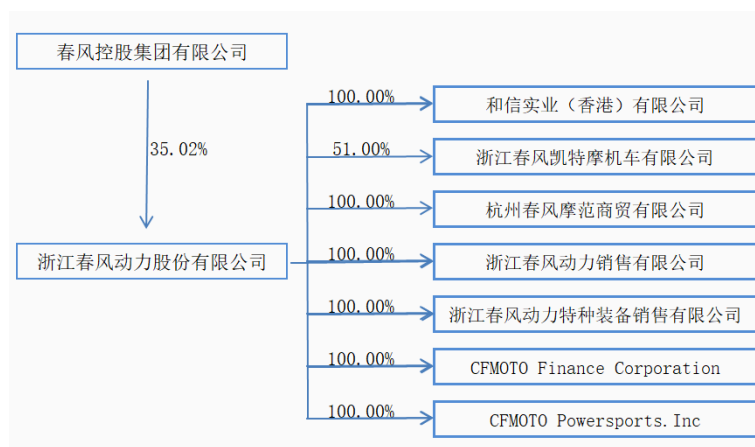 春风控股集团有限公司
35.02%
浙江春风动力股份有限公司
100.00%
和信实业（香港）有限公司
51.00%
浙江春风凯特摩机车有限公司
100.00%
杭州春风摩范商贸有限公司
100.00%
浙江春风动力销售有限公司
100.00%
浙江春风动力特种装备销售有限公司
100.00%
CFMOTO Finance Corporation
100.00%
CFMOTO Powersports.Inc